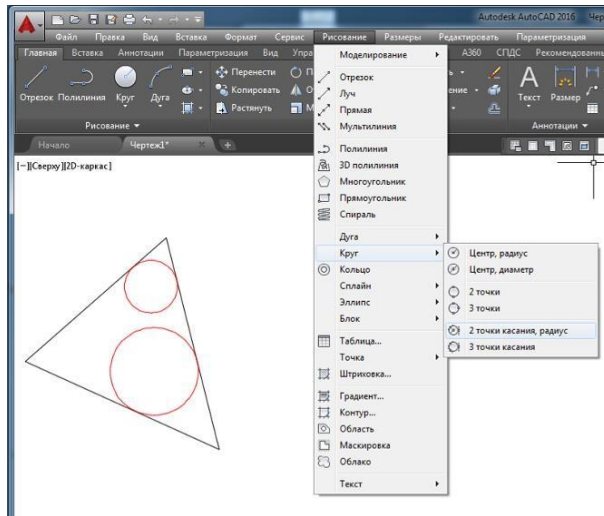 Autodesk AutoCAD 2016 Чер
Файл Правка Вид Вставка Формат Сервис Рисование Размеры Редактировать Параметризация
Главная Вставка Аннотации Параметризация Вид Упра A360 СПДС Рекомендованн
Отрезок Полилиния Круг Дуга
Перенести
Копировать
Растянуть
Текст Размер
Рисование
Аннотации
Начало Чертеж1*
[−][Сверху][2D-каркас]
Моделирование
Отрезок
Луч
Прямая
Мультилиния
Полилиния
3D полилиния
Многоугольник
Прямоугольник
Спираль
Дуга
Круг
Кольцо
Сплайн
Эллипс
Блок
Таблица...
Точка
Штриховка...
Градиент...
Контур...
Область
Маскировка
Облако
Текст
Центр, радиус
Центр, диаметр
2 точки
3 точки
2 точки касания, радиус
3 точки касания